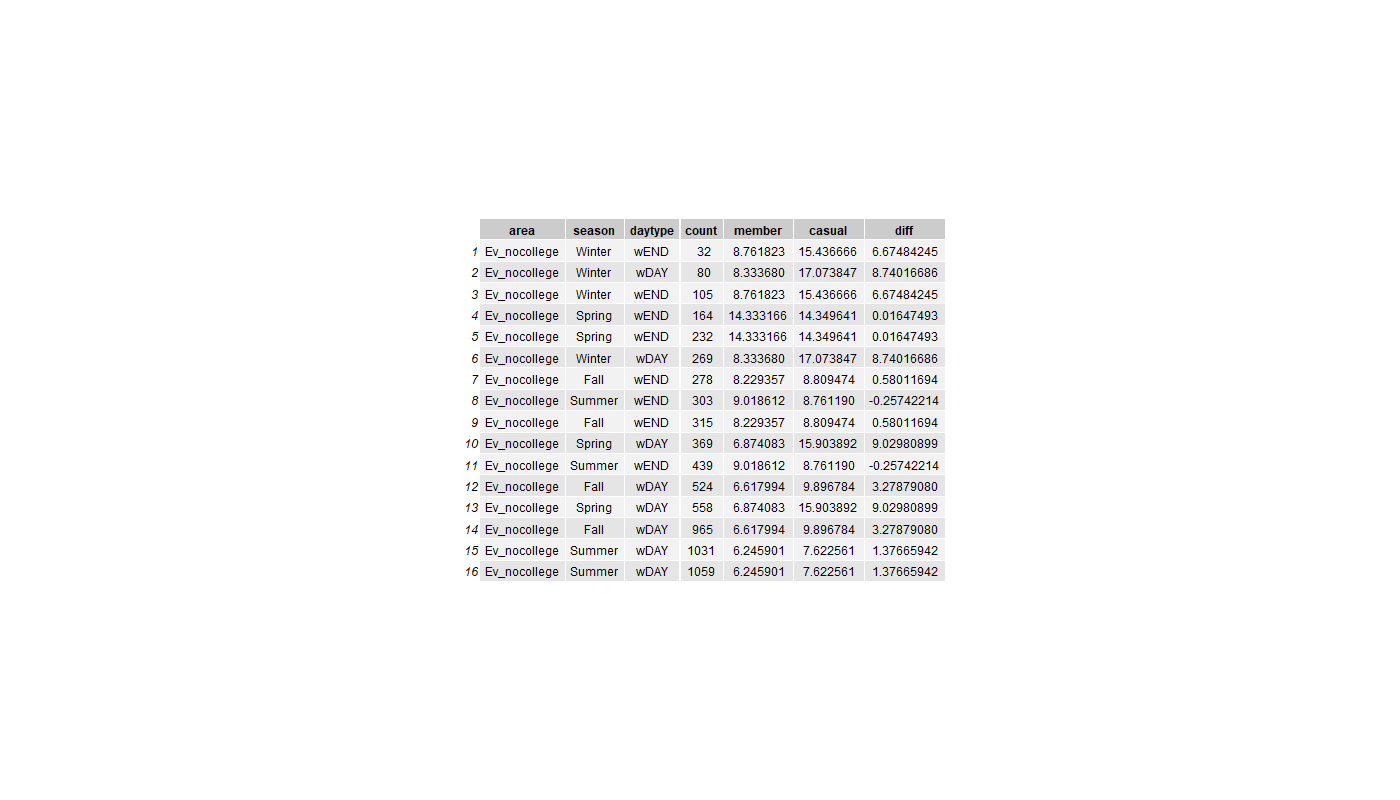 area season daytype count member casual diff
1 Ev_nocollege Winter wEND 32 8.761823 15.436666 6.67484245
2 Ev_nocollege Winter wDAY 80 8.333680 17.073847 8.74016686
3 Ev_nocollege Winter wEND 105 8.761823 15.436666 6.67484245
4 Ev_nocollege Spring wEND 164 14.333166 14.349641 0.01647493
5 Ev_nocollege Spring wEND 232 14.333166 14.349641 0.01647493
6 Ev_nocollege Winter wDAY 269 8.333680 17.073847 8.74016686
7 Ev_nocollege Fall wEND 278 8.229357 8.809474 0.58011694
8 Ev_nocollege Summer wEND 303 9.018612 8.761190 -0.25742214
9 Ev_nocollege Fall wEND 315 8.229357 8.809474 0.58011694
10 Ev_nocollege Spring wDAY 369 6.874083 15.903892 9.02980899
11 Ev_nocollege Summer wEND 439 9.018612 8.761190 -0.25742214
12 Ev_nocollege Fall wDAY 524 6.617994 9.896784 3.27879080
13 Ev_nocollege Spring wDAY 558 6.874083 15.903892 9.02980899
14 Ev_nocollege Fall wDAY 965 6.617994 9.896784 3.27879080
15 Ev_nocollege Summer wDAY 1031 6.245901 7.622561 1.37665942
16 Ev_nocollege Summer wDAY 1059 6.245901 7.622561 1.37665942